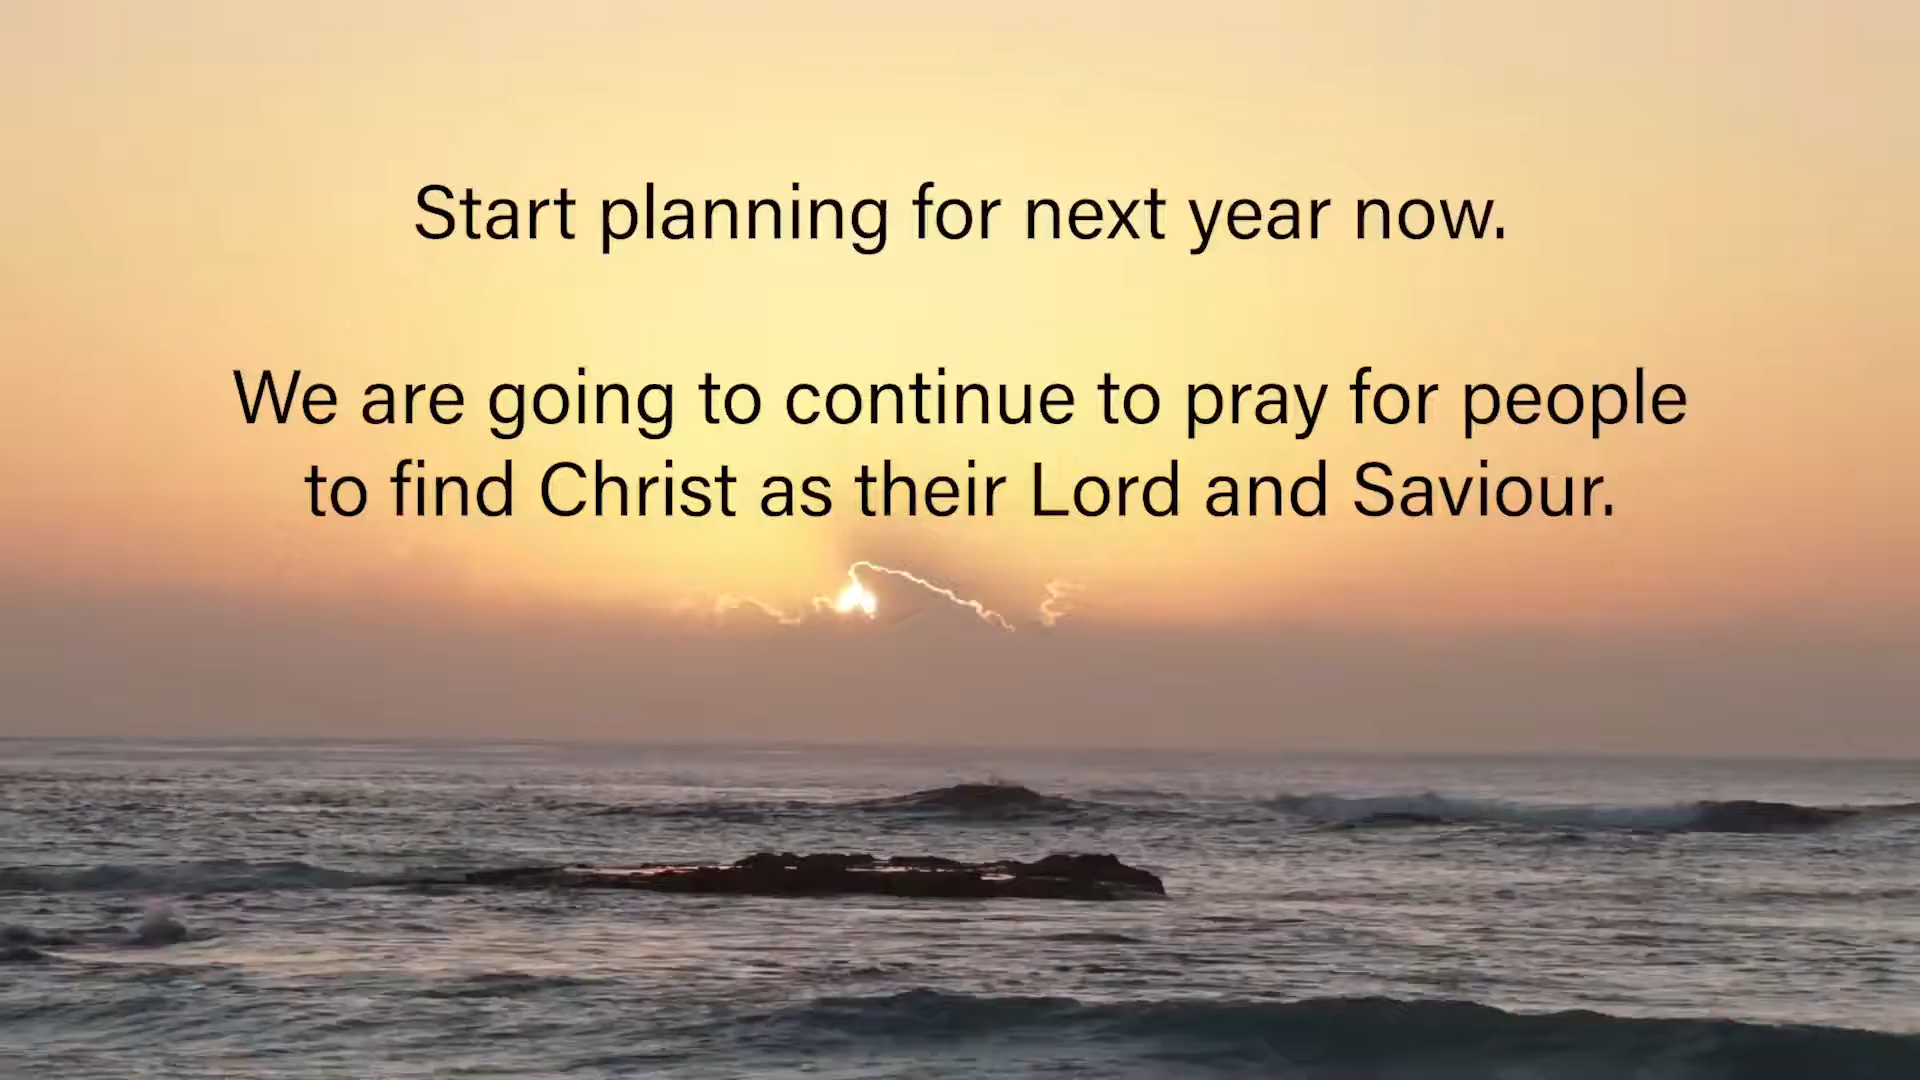 Start planning for next year now.
We are going to continue to pray for people
to find Christ as their Lord and Saviour.